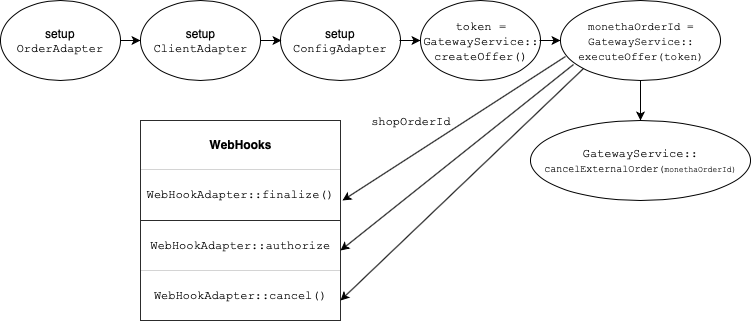 setup
OrderAdapter
setup
ClientAdapter
setup
ConfigAdapter
token =
GatewayService::
createOffer()
monethaOrderId =
GatewayService::
executeOffer(token)
shopOrderId
GatewayService::
cancelExternalOrder(monethaOrderId)
WebHooks
WebHookAdapter::finalize()
WebHookAdapter::authorize
WebHookAdapter::cancel()